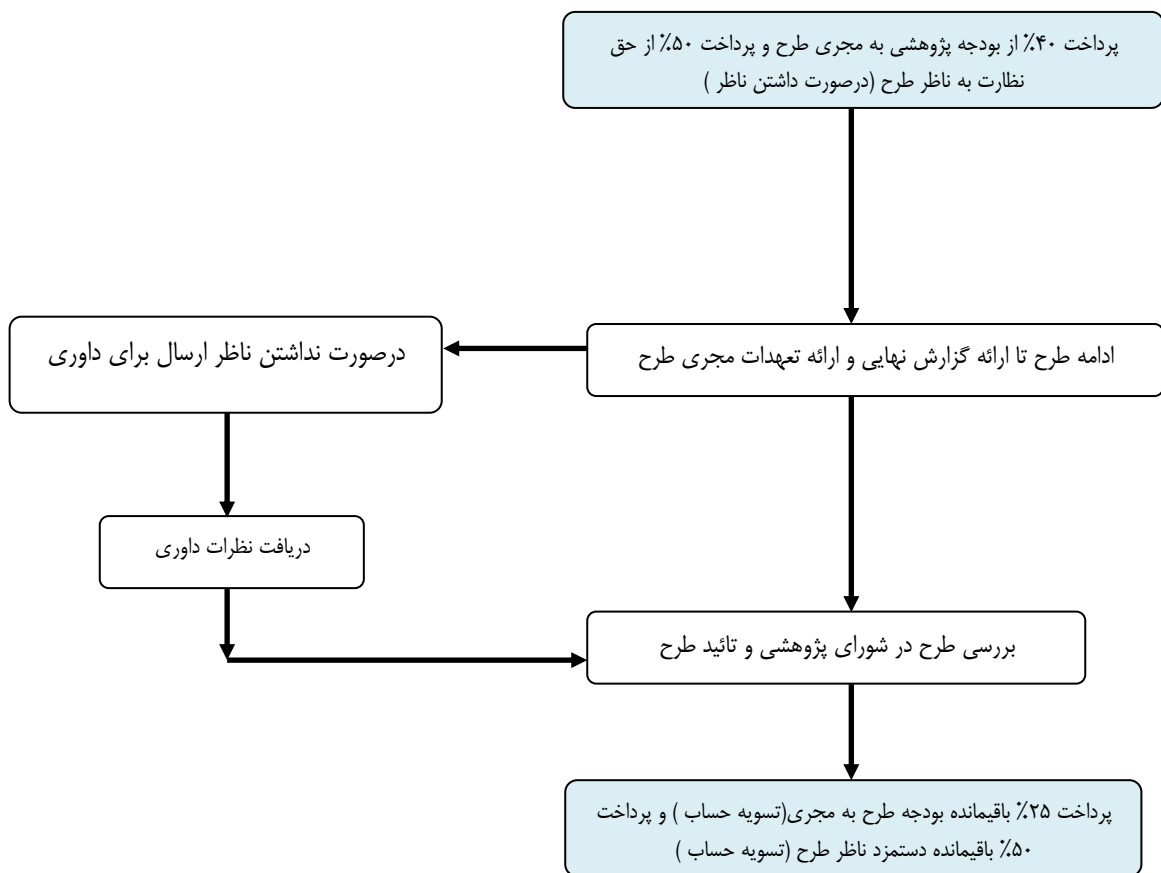 پرداخت ۴۰٪ از بودجه پژوهشی به مجری طرح و پرداخت ۵۰٪ از حق
نظارت به ناظر طرح (درصورت داشتن ناظر )
ادامه طرح تا ارائه گزارش نهایی و ارائه تعهدات مجری طرح
درصورت نداشتن ناظر ارسال برای داوری
دریافت نظرات داوری
بررسی طرح در شورای پژوهشی و تائید طرح
پرداخت ۲۵٪ باقیمانده بودجه طرح به مجری(تسویه حساب ) و پرداخت
۵۰٪ باقیمانده دستمزد ناظر طرح (تسویه حساب )